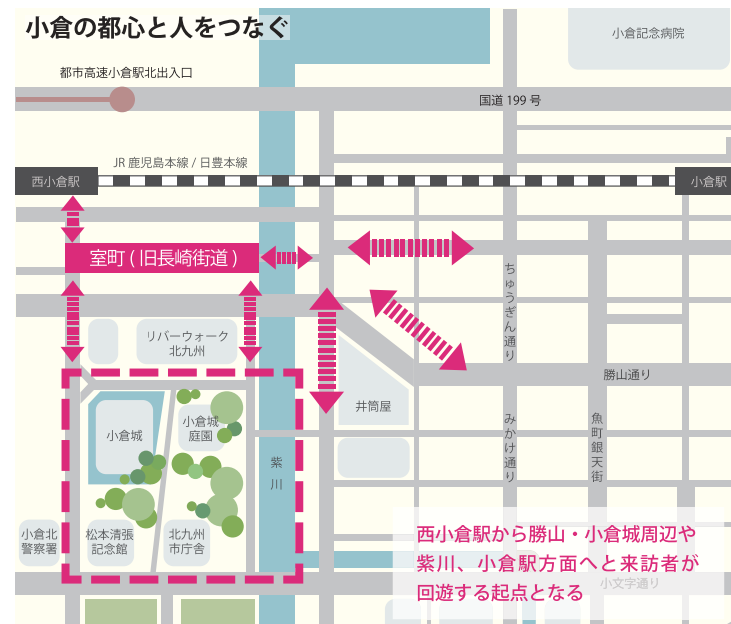 小倉の都心と人をつなぐ
小倉記念病院
都市高速小倉駅北出入口
国道 199 号
JR 鹿児島本線 / 日豊本線
西小倉駅
小倉駅
室町 ( 旧長崎街道 )
ちゅうぎん通り
リバーウォーク
北九州
勝山通り
井筒屋
小倉城
小倉城
庭園
みかけ通り
魚町銀天街
紫川
小倉北
警察署
松本清張
記念館
北九州
市庁舎
西小倉駅から勝山・小倉城周辺や
紫川、小倉駅方面へと来訪者が
小文字通り
回遊する起点となる